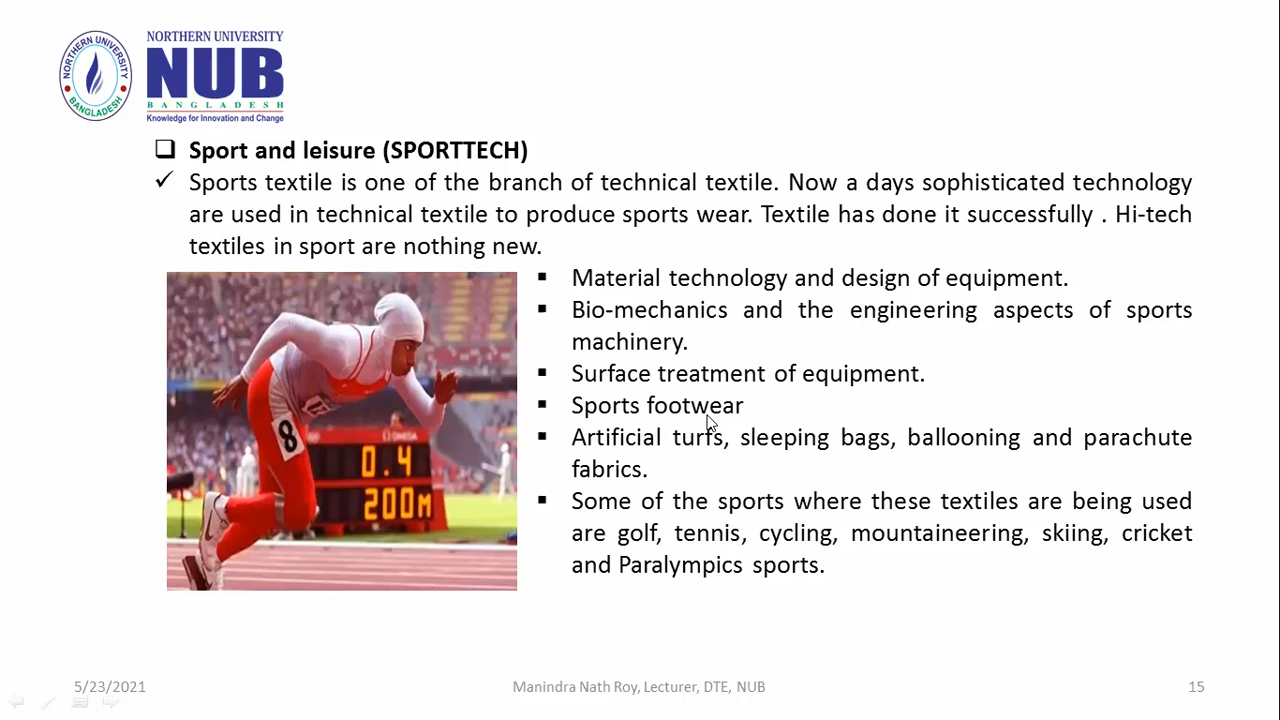 NORTHERN UNIVERSITY
NUB
BANGLADESH
Knowledge for Innovation and Change
NORTHERN UNIVERSITY
BANGLADESH
Sport and leisure (SPORTTECH)
Sports textile is one of the branch of technical textile. Now a days sophisticated technology
are used in technical textile to produce sports wear. Textile has done it successfully . Hi-tech
textiles in sport are nothing new.
Material technology and design of equipment.
Bio-mechanics and the engineering aspects of sports
machinery.
Surface treatment of equipment.
Sports footwear
Artificial turfs, sleeping bags, ballooning and parachute
fabrics.
Some of the sports where these textiles are being used
are golf, tennis, cycling, mountaineering, skiing, cricket
and Paralympics sports.
8
OMEGA
0.4
200M
5/23/2021
Manindra Nath Roy, Lecturer, DTE, NUB
15